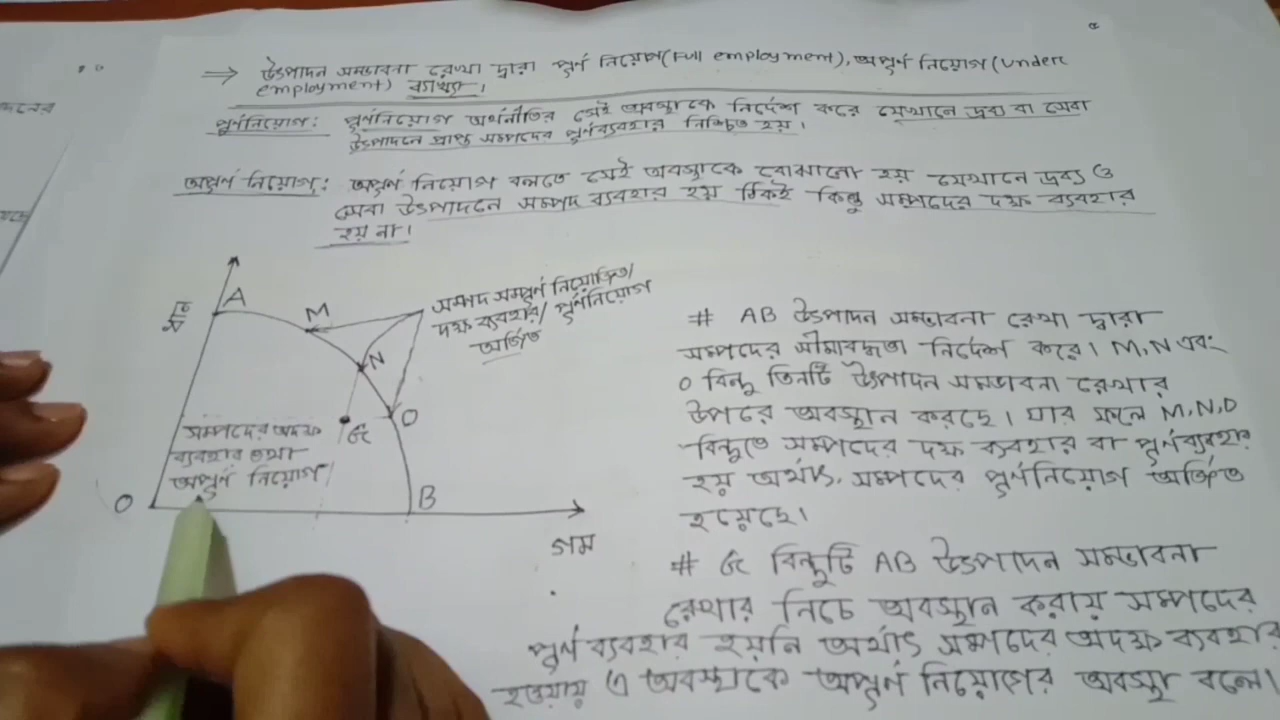 ⇒ উৎপাদন সম্ভাবনা রেখা দ্বারা পূর্ণ নিয়োগ (Full employment), অপূর্ণ নিয়োগ (under
employment) ব্যাখ্যা।
পূর্ণনিয়োগ: পূর্ণনিয়োগ অর্থনীতির সেই অবস্থাকে নির্দেশ করে যেখানে দ্রব্য বা সেবা
উৎপাদনে প্রাপ্ত সম্পদের পূর্ণব্যবহার নিশ্চিত হয়।
অপূর্ণ নিয়োগ: অপূর্ণ নিয়োগ বলতে সেই অবস্থাকে বোঝানো হয় যেখানে দ্রব্য ও
সেবা উৎপাদনে সম্পদ ব্যবহার হয় ঠিকই কিন্তু সম্পদের দক্ষ ব্যবহার
হয় না।
A
M
N
O
G
B
O
গম
সম্পদ সম্পূর্ণ নিয়োজিত/
দক্ষ ব্যবহার/ পূর্ণনিয়োগ
অর্জিত
সম্পদের অদক্ষ
ব্যবহার তথা
অপূর্ণ নিয়োগ/
# AB উৎপাদন সম্ভাবনা রেখা দ্বারা
সম্পদের সীমাবদ্ধতা নির্দেশ করে। M, N এবং
O বিন্দু তিনটি উৎপাদন সম্ভাবনা রেখার
উপরে অবস্থান করছে। যার ফলে M, N, O
বিন্দুতে সম্পদের দক্ষ ব্যবহার বা পূর্ণব্যবহার
হয় অর্থাৎ, সম্পদের পূর্ণনিয়োগ অর্জিত
হয়েছে।
# G বিন্দুটি AB উৎপাদন সম্ভাবনা
রেখার নিচে অবস্থান করায় সম্পদের
পূর্ণ ব্যবহার হয়নি অর্থাৎ সম্পদের অদক্ষ ব্যবহার
হওয়ায় এ অবস্থাকে অপূর্ণ নিয়োগের অবস্থা বলে।